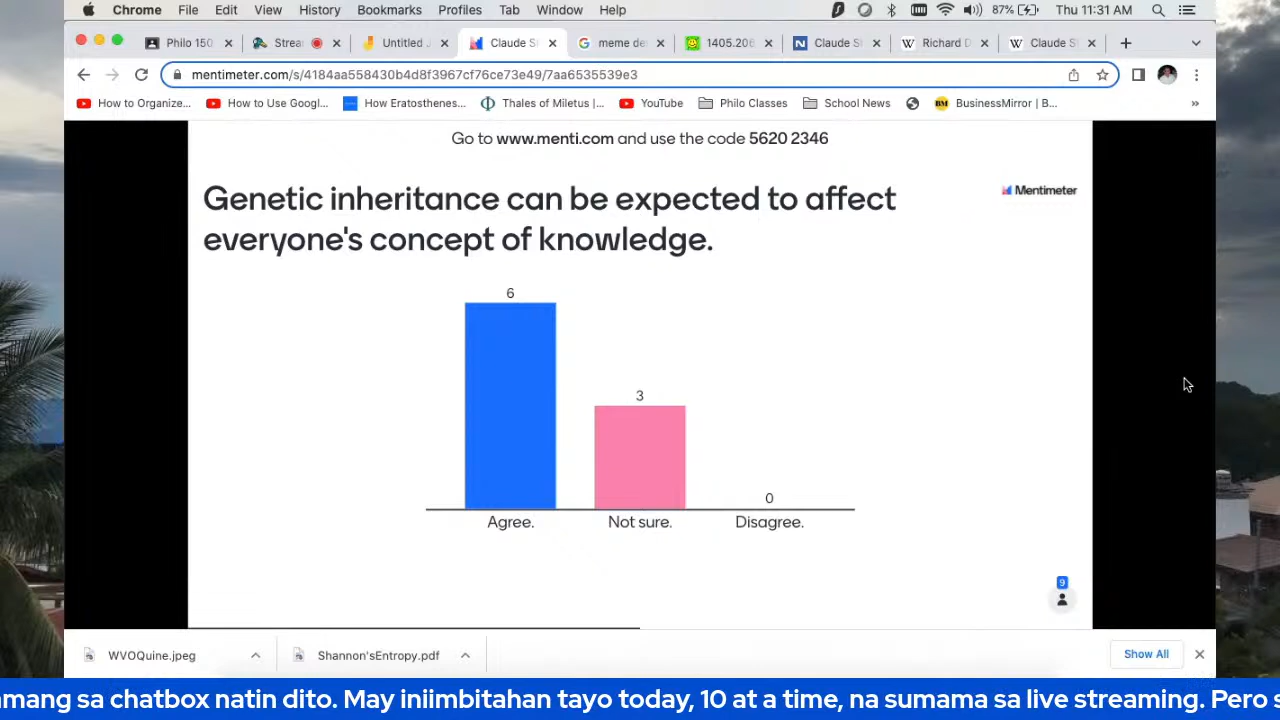 Chrome File Edit View History Bookmarks Profiles Tab Window Help 87% Thu 11:31 AM
Philo 150 Strea Untitled J Claude S gmeme de 1405.206 Claude S Richard D Claude S
mentimeter.com/s/4184aa558430b4d8f3967cf76ce73e49/7aa6535539e3
How to Organize... How to Use Googl... How Eratosthenes... Thales of Miletus |... YouTube Philo Classes School News BM BusinessMirror | B... »
Go to www.menti.com and use the code 5620 2346
Genetic inheritance can be expected to affect
everyone's concept of knowledge.
Mentimeter
6
3
0
Agree. Not sure. Disagree.
9
WVOQuine.jpeg Shannon'sEntropy.pdf Show All
amang sa chatbox natin dito. May iniimbitahan tayo today, 10 at a time, na sumama sa live streaming. Pero s